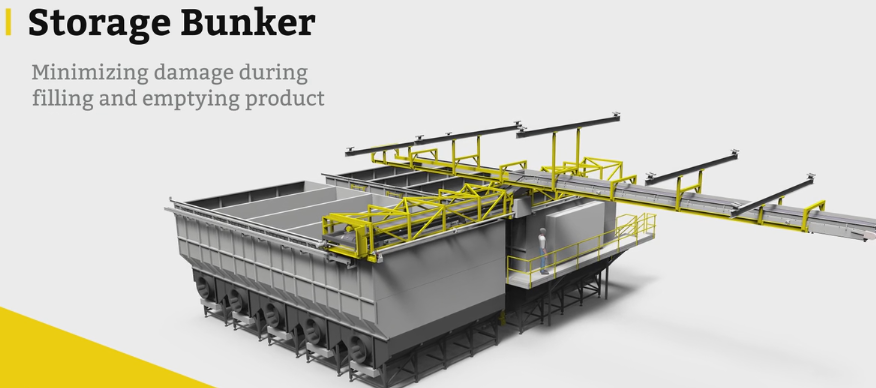 Storage Bunker
Minimizing damage during
filling and emptying product